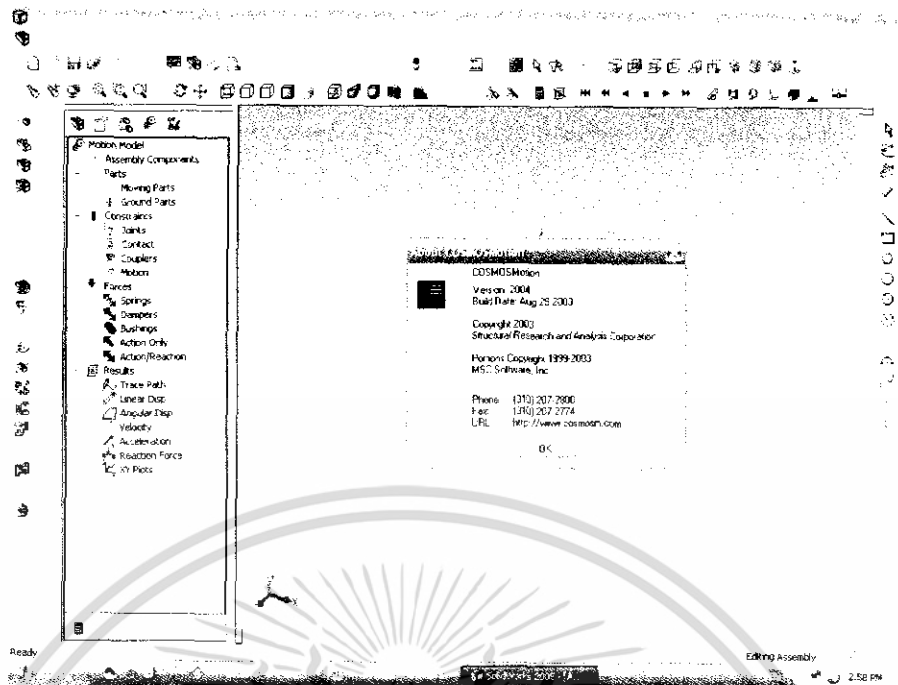 Motion Model
Assembly Components
Parts
Moving Parts
Ground Parts
Constraints
Joints
Contact
Couplers
Motion
Forces
Springs
Dampers
Bushings
Action Only
Action/Reaction
Results
Trace Path
Linear Disp
Angular Disp
Velocity
Acceleration
Reaction Force
XY Plots
COSMOSMotion
Version 2004
Build Date: Aug 29 2003
Copyright 2003
Structural Research and Analysis Corporation
Portions Copyright 1999-2003
MSC Software, Inc
Phone (310) 207-2800
Fax (310) 207-2774
URL http://www.cosmosm.com
OK
Ready
Editing Assembly
SolidWorks
2:58 PM